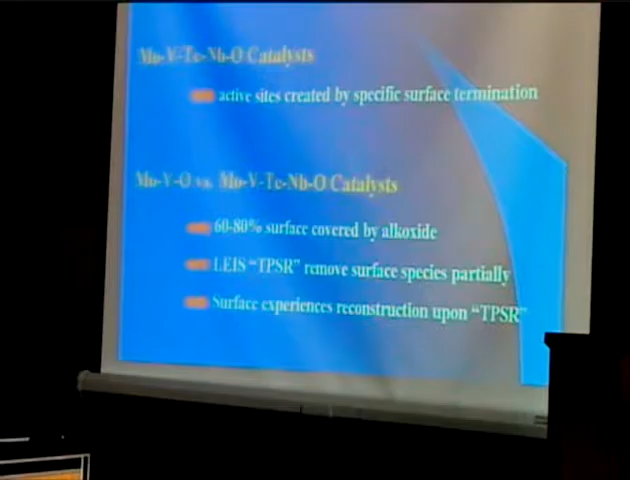 Mo-V-Te-Nb-O Catalysts
active sites created by specific surface termination
Mo-V-O vs. Mo-V-Te-Nb-O Catalysts
60-80% surface covered by alkoxide
LEIS “TPSR” remove surface species partially
Surface experiences reconstruction upon “TPSR”